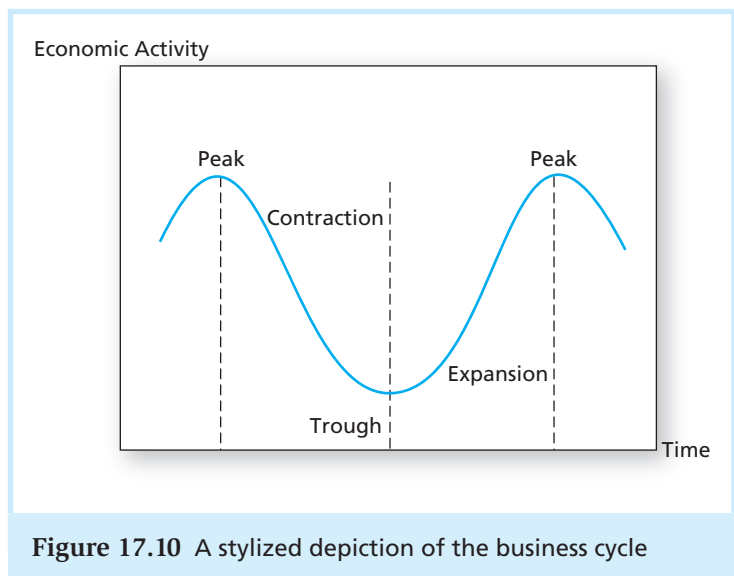 Economic Activity
Peak
Peak
Contraction
Expansion
Trough
Time
Figure 17.10 A stylized depiction of the business cycle